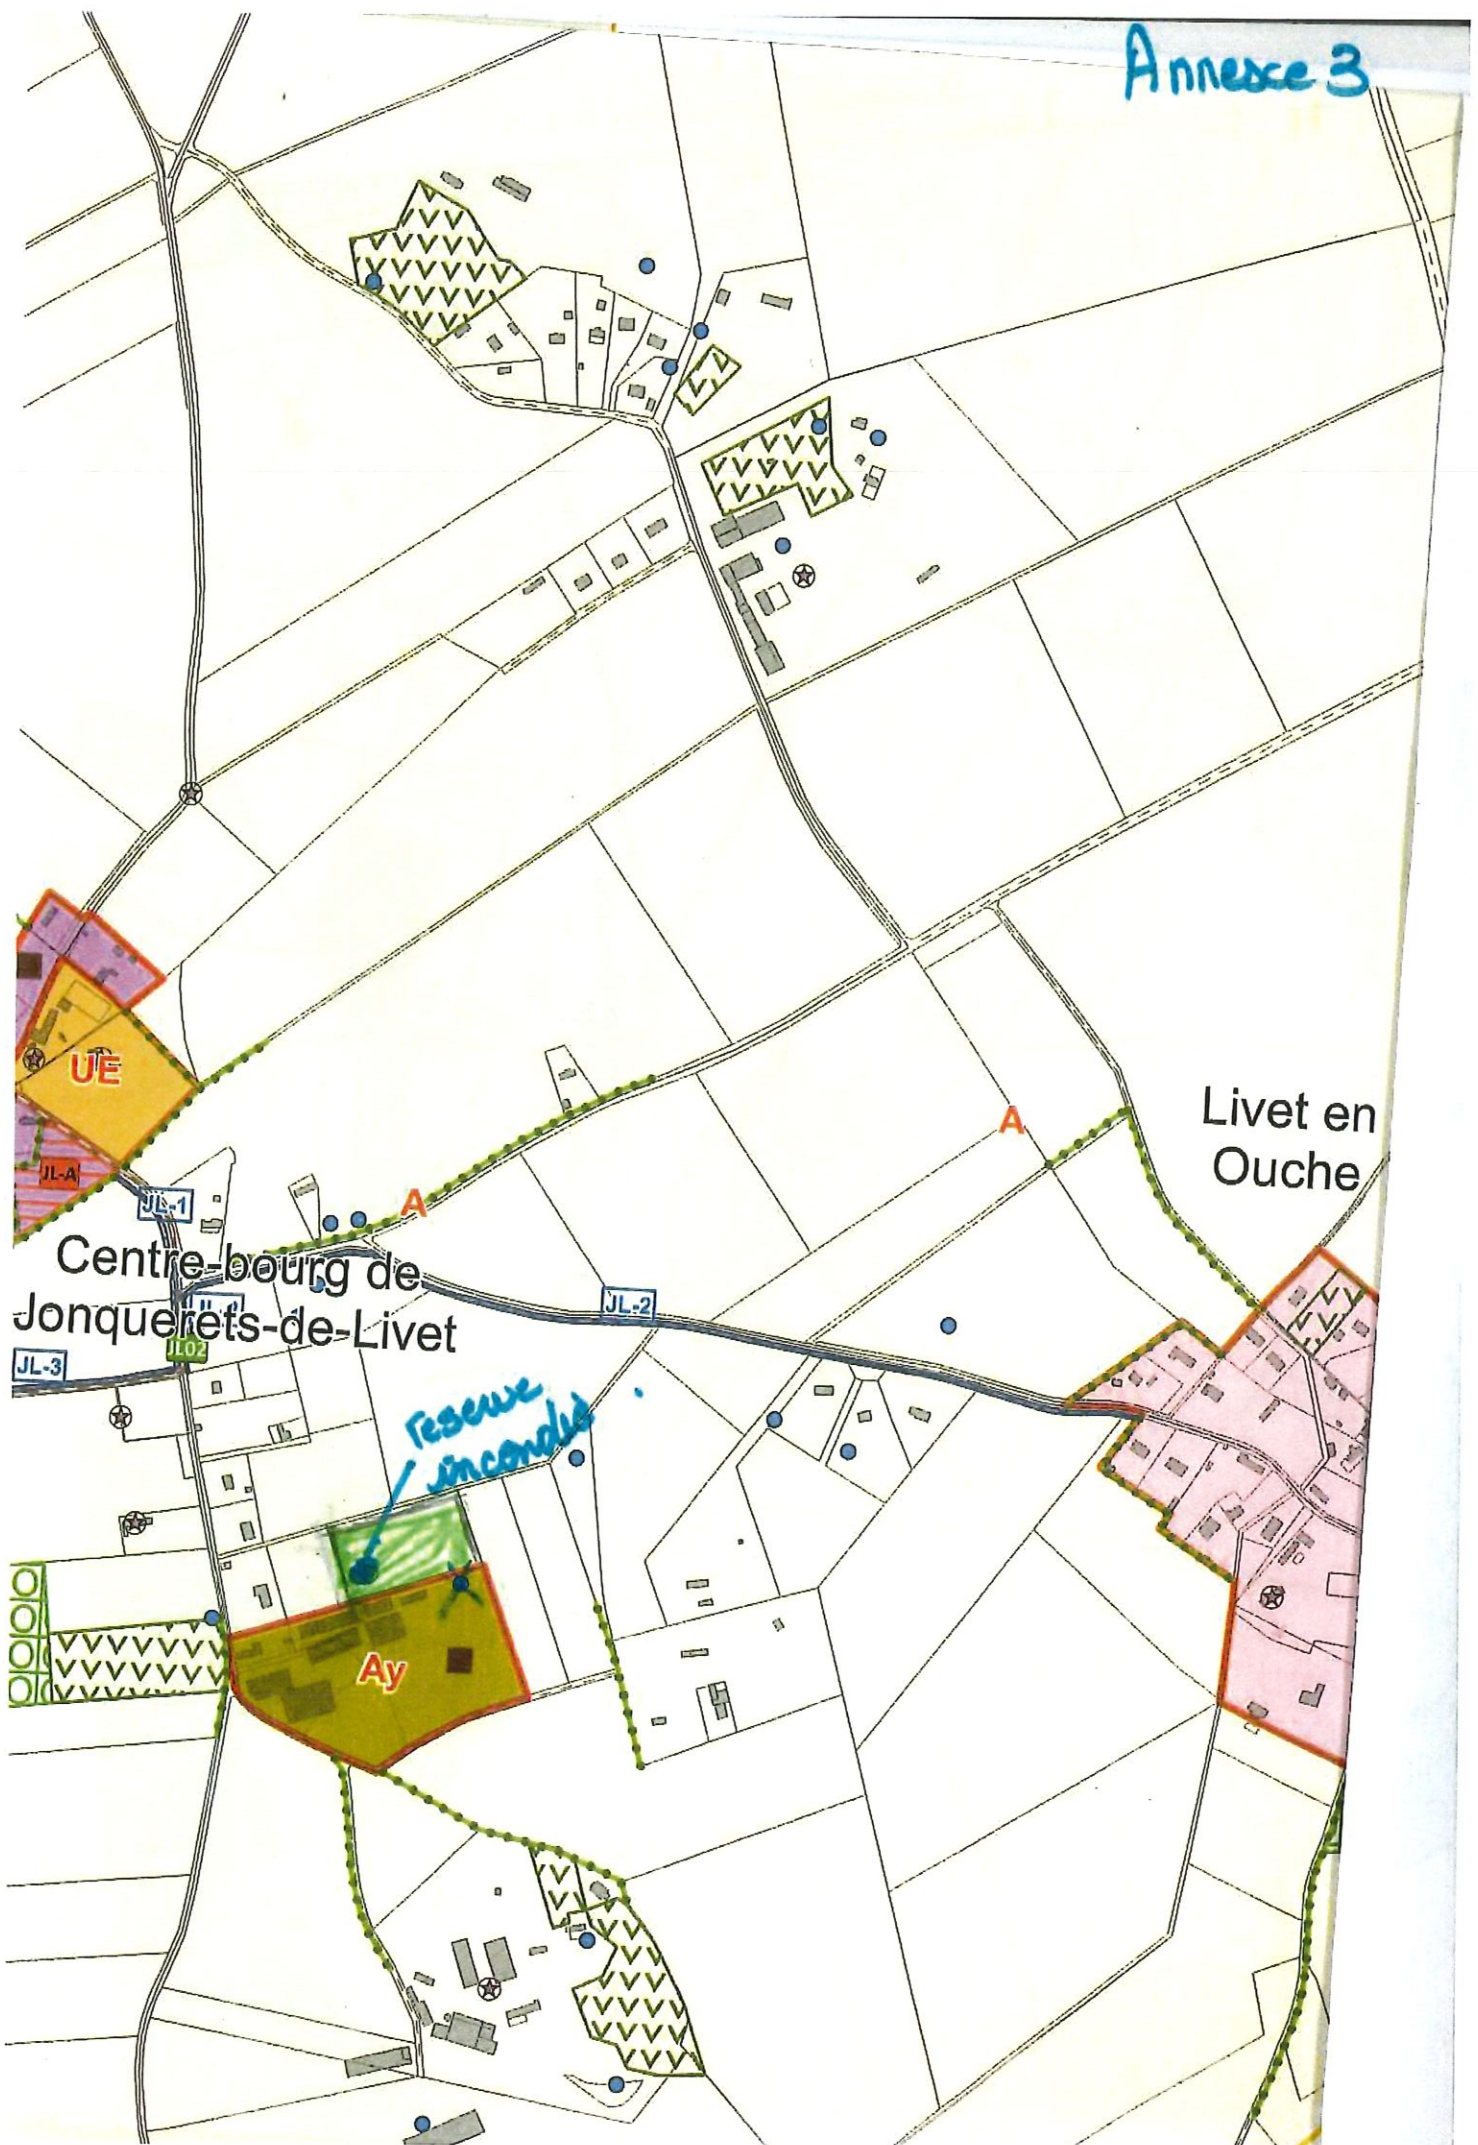 Annexe 3
UE
JL-A
JL-1
A
A
Livet en
Ouche
Centre-bourg de
Jonquerets-de-Livet
JL-2
JL02
JL-3
reserve
incendie
Ay